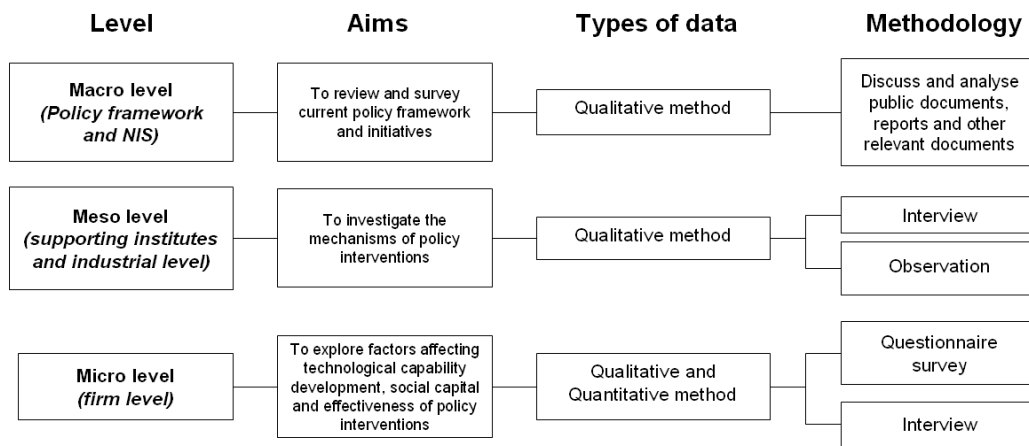 Level
Aims
Types of data
Methodology
Macro level
(Policy framework
and NIS)
To review and survey
current policy framework
and initiatives
Qualitative method
Discuss and analyse
public documents,
reports and other
relevant documents
Meso level
(supporting institutes
and industrial level)
To investigate the
mechanisms of policy
interventions
Qualitative method
Interview
Observation
Micro level
(firm level)
To explore factors affecting
technological capability
development, social capital
and effectiveness of policy
interventions
Qualitative and
Quantitative method
Questionnaire
survey
Interview